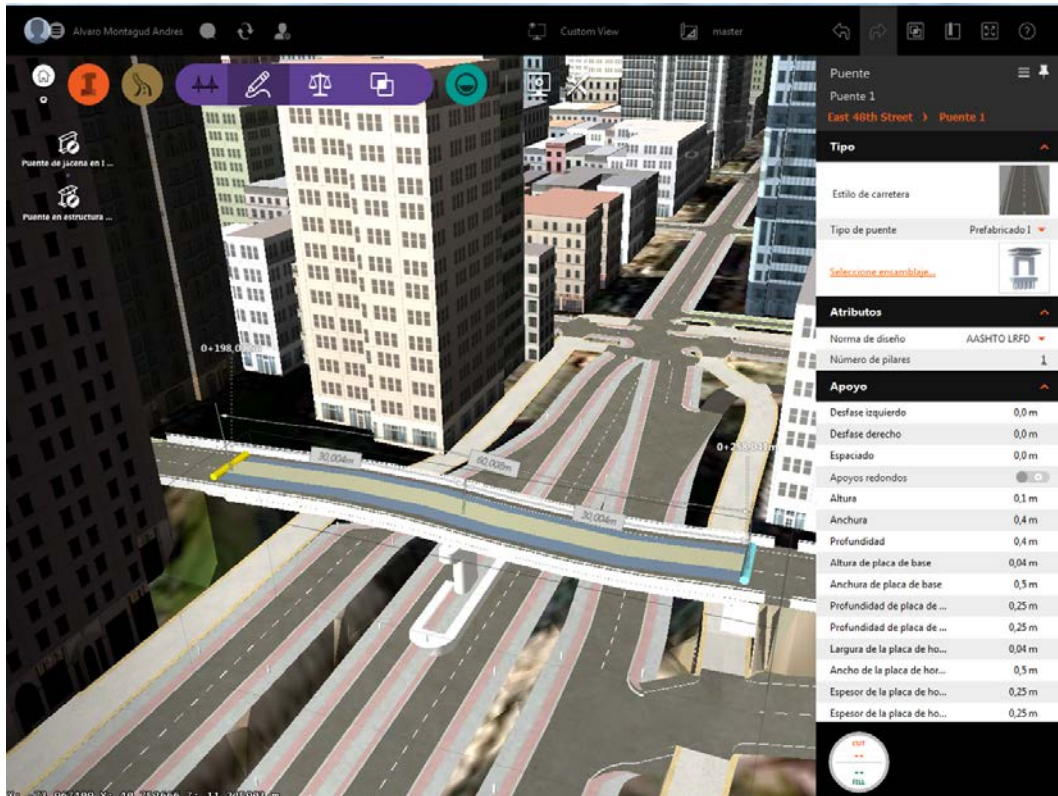 Alvaro Montagud Andres
Custom View
master
Puente de jácena en I ...
Puente en estructura ...
30,004m
60,008m
30,004m
Puente
Puente 1
East 48th Street > Puente 1
Tipo
Estilo de carretera
Tipo de puente Prefabricado I
Seleccione ensamblaje...
Atributos
Norma de diseño AASHTO LRFD
Número de pilares 1
Apoyo
Desfase izquierdo 0,0 m
Desfase derecho 0,0 m
Espaciado 0,0 m
Apoyos redondos
Altura 0,1 m
Anchura 0,4 m
Profundidad 0,4 m
Altura de placa de base 0,04 m
Anchura de placa de base 0,5 m
Profundidad de placa de ... 0,25 m
Profundidad de placa de ... 0,25 m
Largura de la placa de ho... 0,04 m
Ancho de la placa de hor... 0,5 m
Espesor de la placa de ho... 0,25 m
Espesor de la placa de ho... 0,25 m
CUT
--
--
FILL